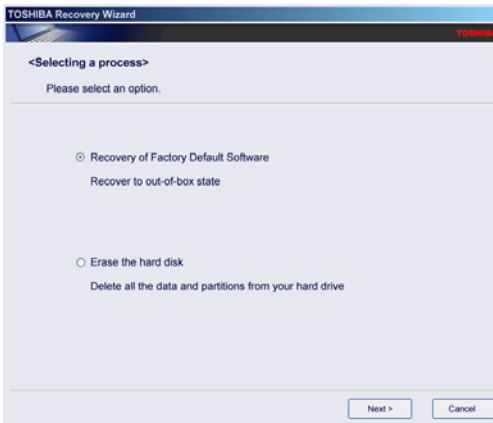 TOSHIBA Recovery Wizard
TOSHIBA
<Selecting a process>
Please select an option.
Recovery of Factory Default Software
Recover to out-of-box state
Erase the hard disk
Delete all the data and partitions from your hard drive
Next >
Cancel